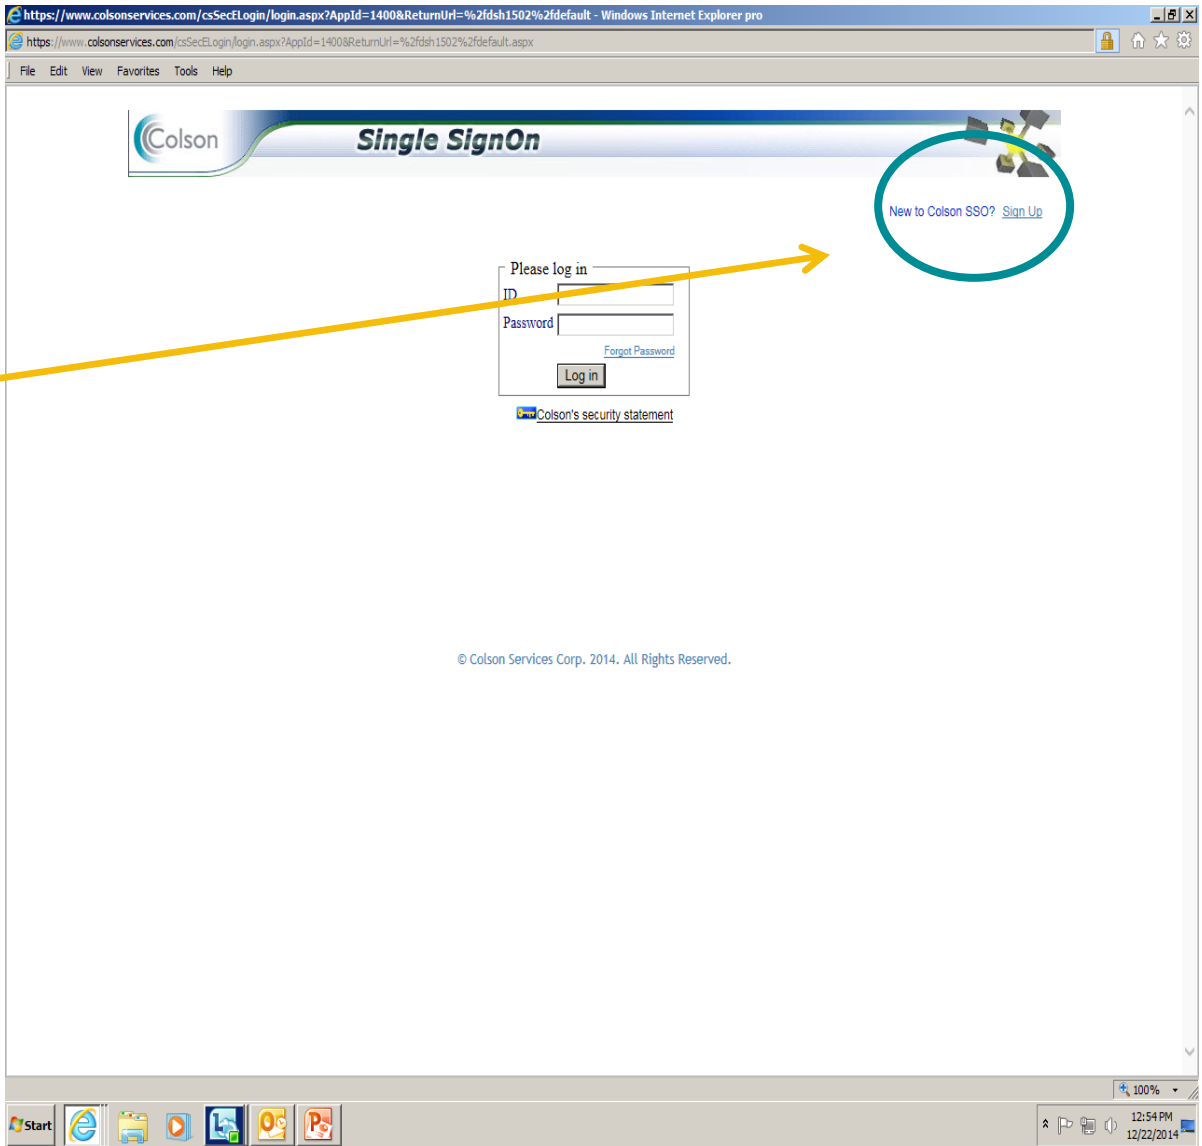 https://www.colsonservices.com/csSecELogin/login.aspx?AppId=1400&ReturnUrl=%2fdsh1502%2fdefault - Windows Internet Explorer pro
https://www.colsonservices.com/csSecELogin/login.aspx?AppId=1400&ReturnUrl=%2fdsh1502%2fdefault.aspx
File Edit View Favorites Tools Help
Colson Single SignOn
New to Colson SSO? Sign Up
Please log in
ID
Password
Forgot Password
Log in
Colson's security statement
© Colson Services Corp. 2014. All Rights Reserved.
100%
Start
12:54 PM
12/22/2014